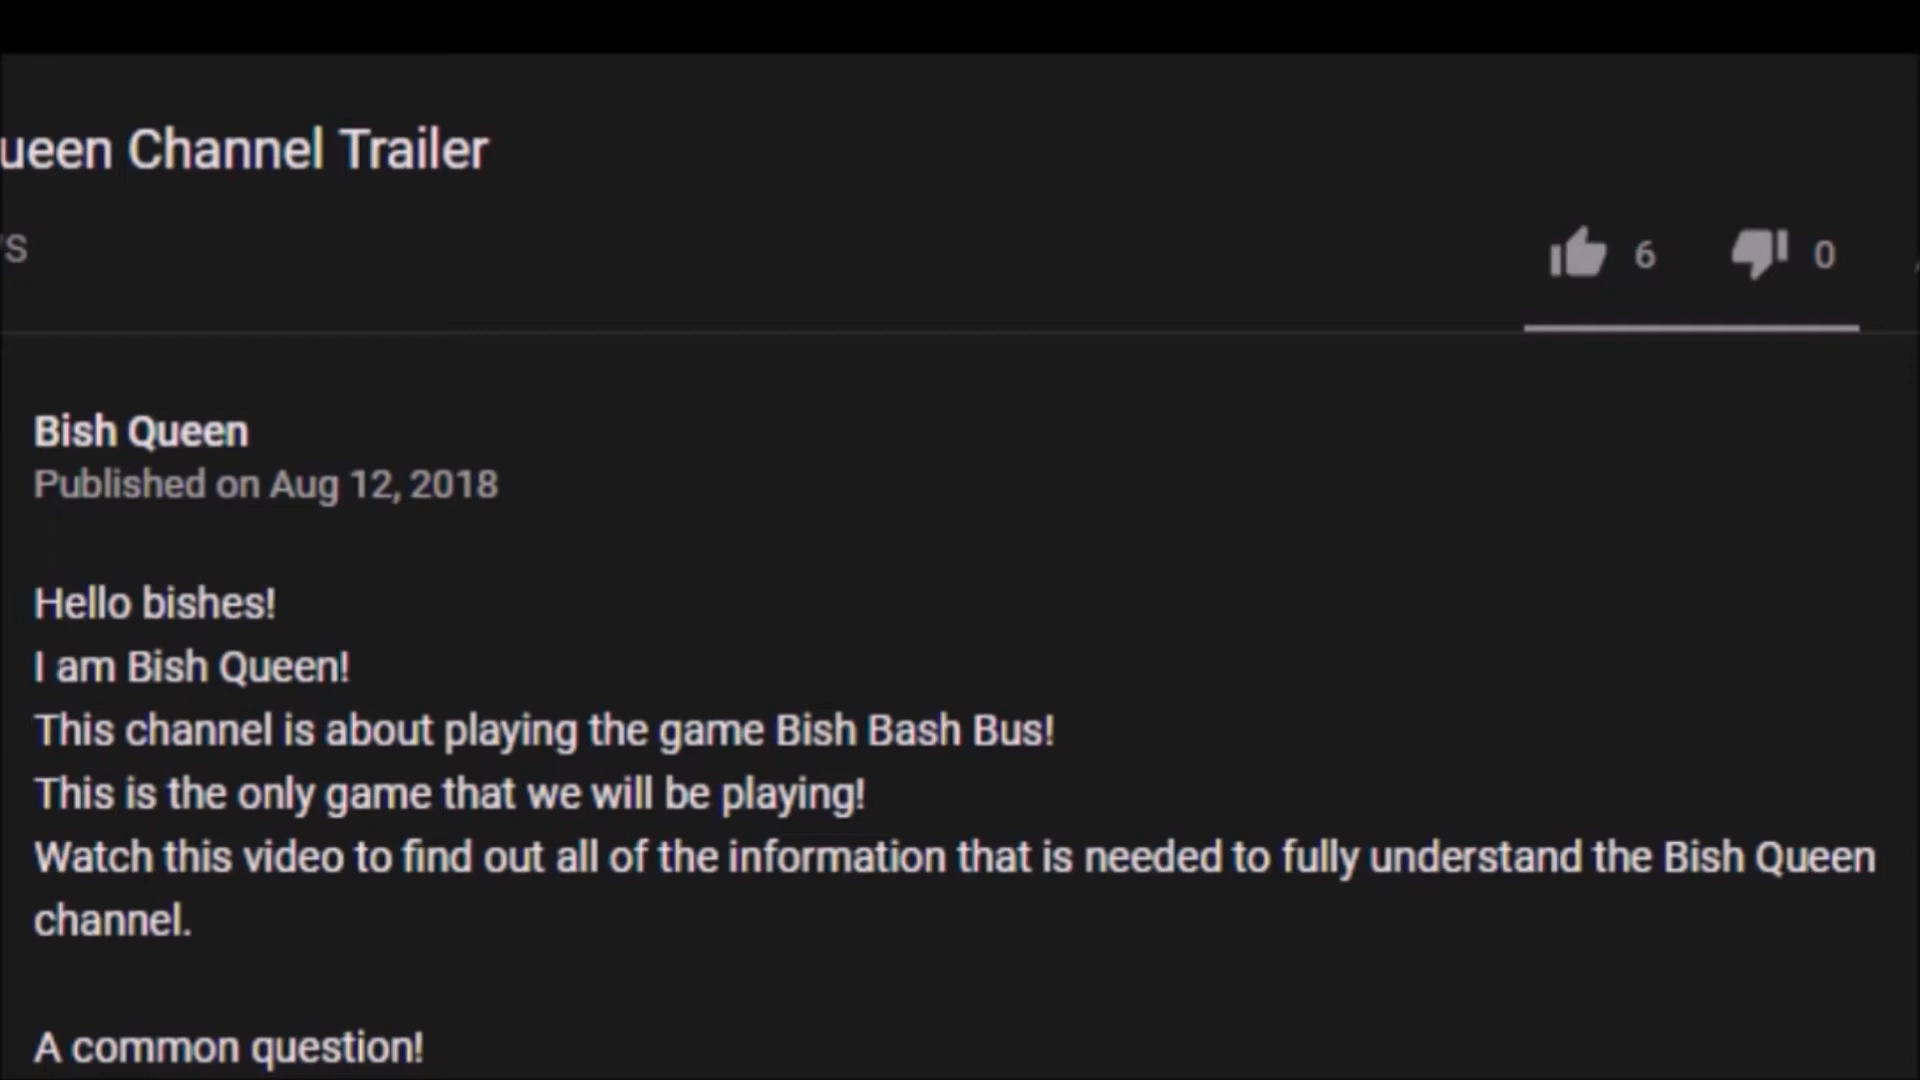 ueen Channel Trailer
6 0
Bish Queen
Published on Aug 12, 2018
Hello bishes!
I am Bish Queen!
This channel is about playing the game Bish Bash Bus!
This is the only game that we will be playing!
Watch this video to find out all of the information that is needed to fully understand the Bish Queen
channel.
A common question!